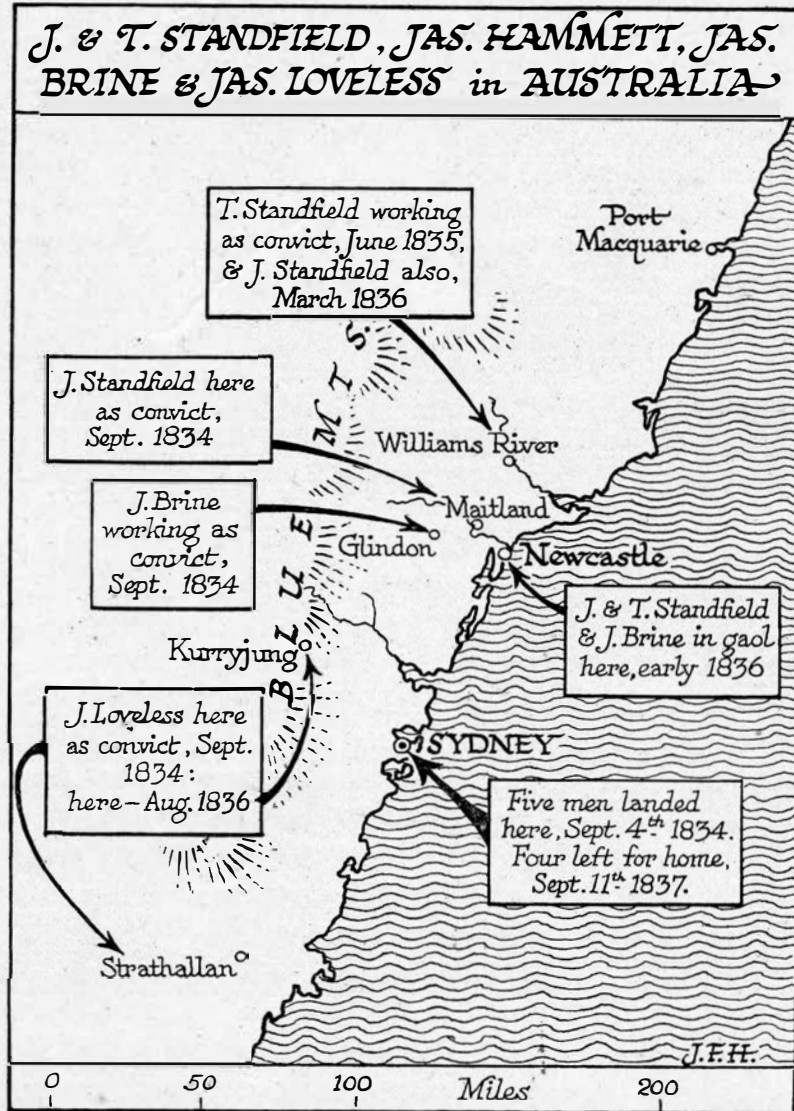 J. & T. STANDFIELD, JAS. HAMMETT, JAS.
BRINE & JAS. LOVELESS in AUSTRALIA
T. Standfield working
as convict, June 1835,
& J. Standfield also,
March 1836
Port
Macquarie
J. Standfield here
as convict,
Sept. 1834
Williams River
J. Brine
working as
convict,
Sept. 1834
Maitland
Glindon
Newcastle
BLUE MTS.
J. & T. Standfield
& J. Brine in gaol
here, early 1836
Kurryjung
J. Loveless here
as convict, Sept.
1834:
here – Aug. 1836
SYDNEY
Five men landed
here, Sept. 4th 1834.
Four left for home,
Sept. 11th 1837.
Strathallan
J.F.H.
0 50 100 Miles 200